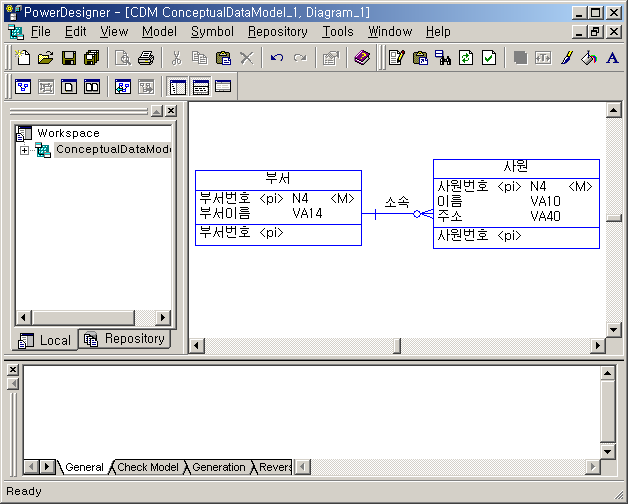 PowerDesigner - [CDM ConceptualDataModel_1, Diagram_1]
File Edit View Model Symbol Repository Tools Window Help
Workspace
ConceptualDataMode
Local
Repository
부서
부서번호 <pi> N4 <M>
부서이름 VA14
부서번호 <pi>
소속
사원
사원번호 <pi> N4 <M>
이름 VA10
주소 VA40
사원번호 <pi>
General Check Model Generation Revers
Ready